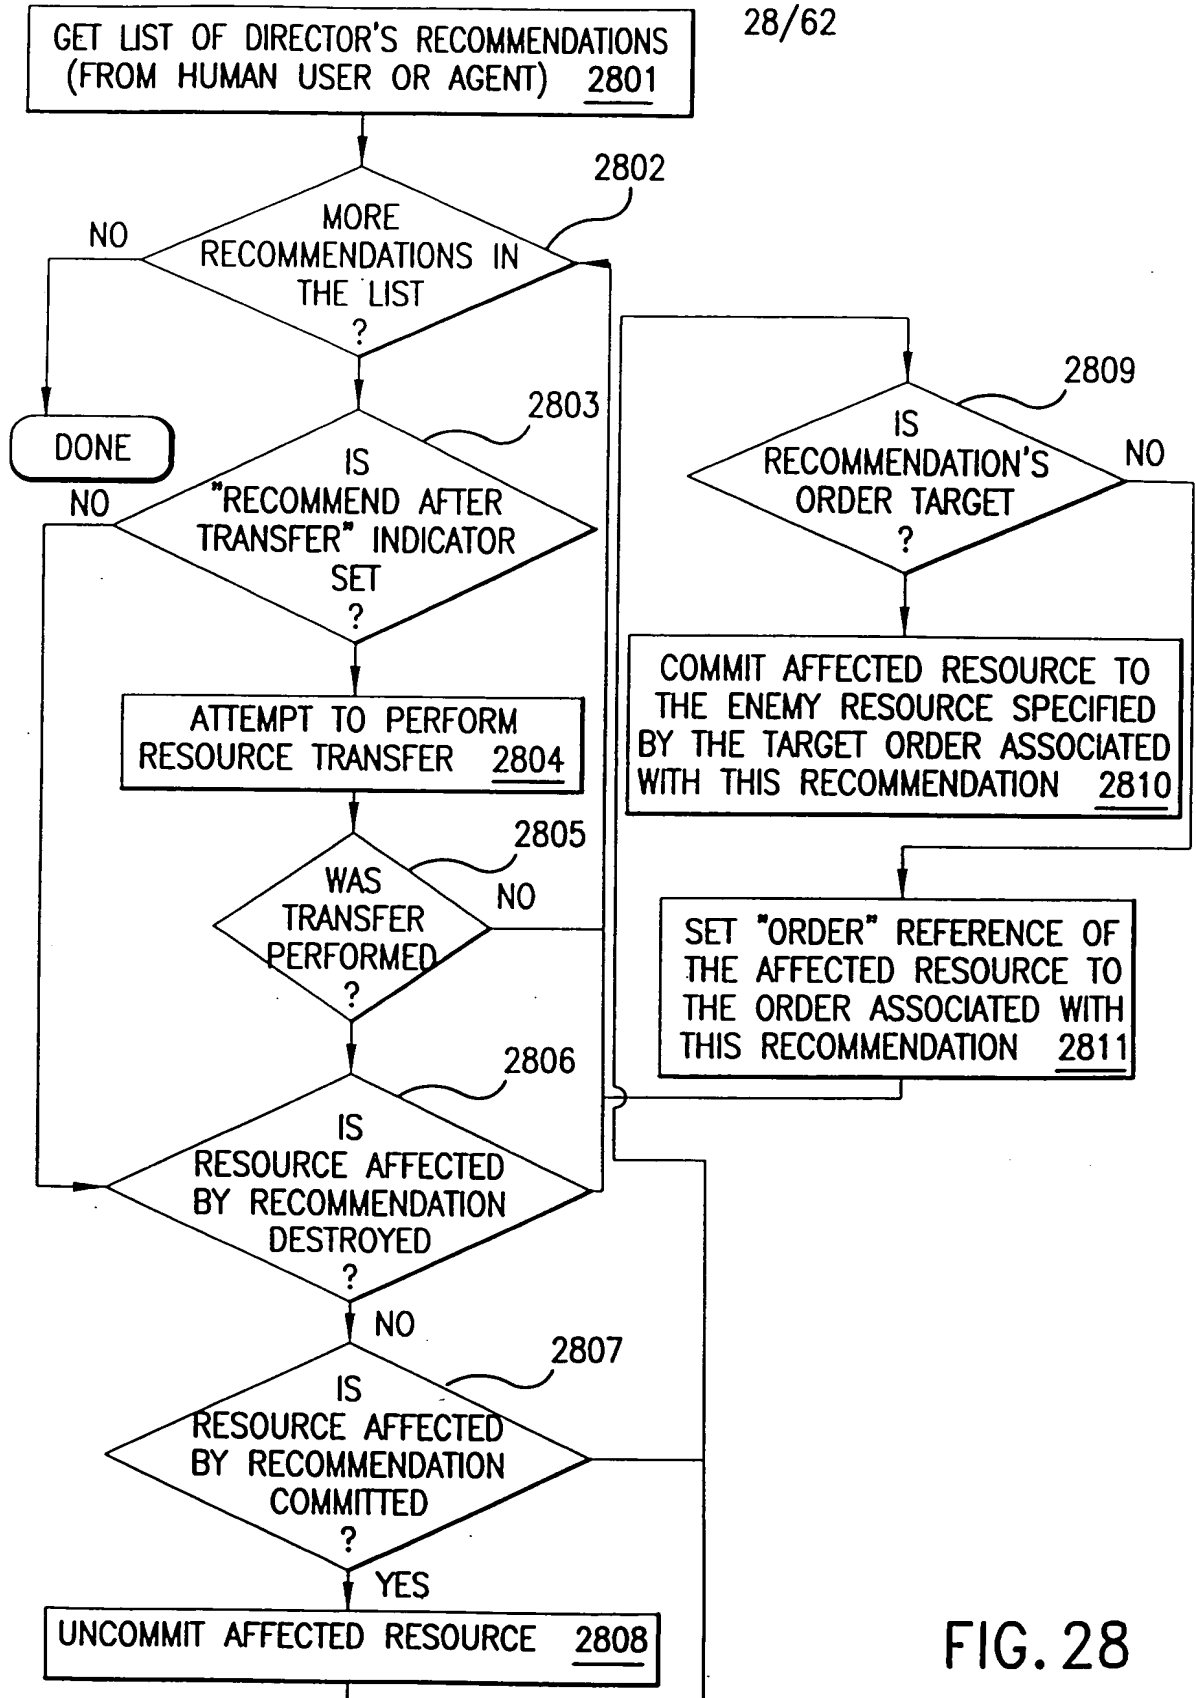 28/62
GET LIST OF DIRECTOR'S RECOMMENDATIONS
(FROM HUMAN USER OR AGENT) 2801
2802
MORE
RECOMMENDATIONS IN
THE LIST
?
NO
DONE
2803
IS
"RECOMMEND AFTER
TRANSFER" INDICATOR
SET
?
NO
ATTEMPT TO PERFORM
RESOURCE TRANSFER 2804
2805
WAS
TRANSFER
PERFORMED
?
NO
2806
IS
RESOURCE AFFECTED
BY RECOMMENDATION
DESTROYED
?
NO
2807
IS
RESOURCE AFFECTED
BY RECOMMENDATION
COMMITTED
?
YES
UNCOMMIT AFFECTED RESOURCE 2808
2809
IS
RECOMMENDATION'S
ORDER TARGET
?
NO
COMMIT AFFECTED RESOURCE TO
THE ENEMY RESOURCE SPECIFIED
BY THE TARGET ORDER ASSOCIATED
WITH THIS RECOMMENDATION 2810
SET "ORDER" REFERENCE OF
THE AFFECTED RESOURCE TO
THE ORDER ASSOCIATED WITH
THIS RECOMMENDATION 2811
FIG. 28